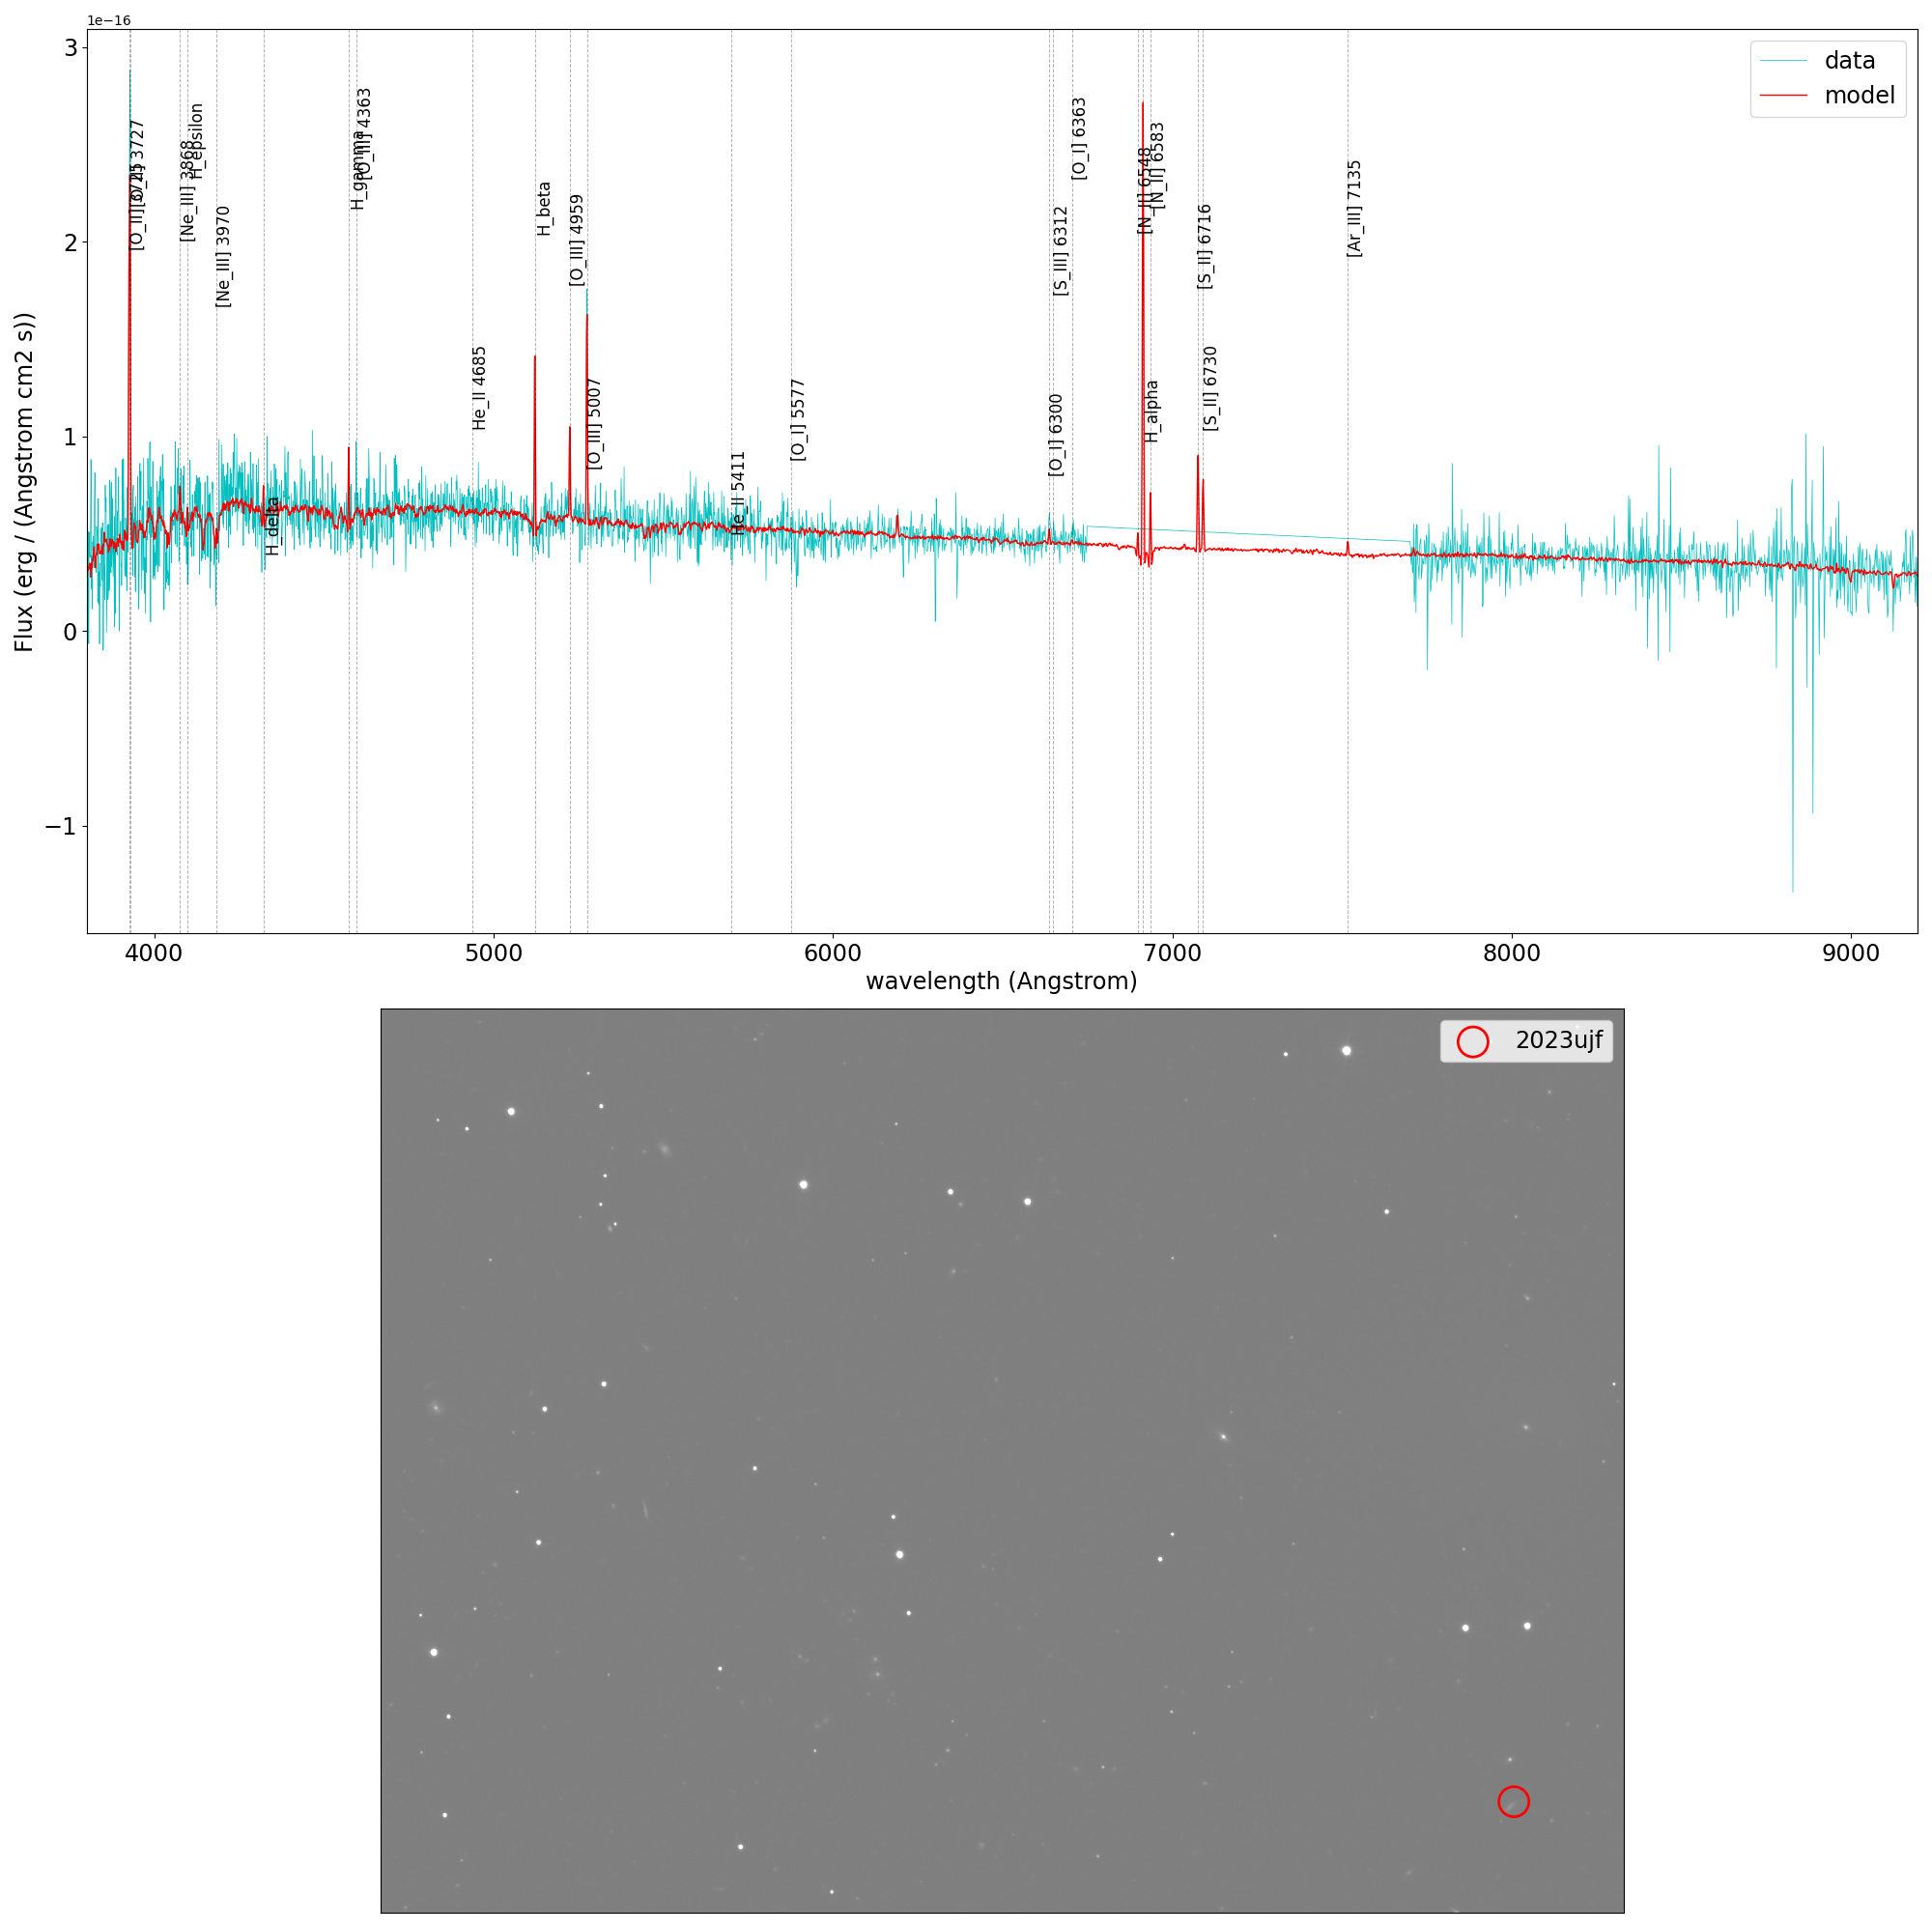 1e−16
3
2
1
0
−1
Flux (erg / (Angstrom cm2 s))
data
model
[O_II] 3727
[Ne_III] 3868
H_epsilon
[Ne_III] 3970
H_delta
H_gamma
[O_III] 4363
He_II 4685
H_beta
[O_III] 4959
[O_III] 5007
He_II 5411
[O_I] 5577
[O_I] 6300
[S_III] 6312
[O_I] 6363
[N_II] 6548
H_alpha
[N_II] 6583
[S_II] 6716
[S_II] 6730
[Ar_III] 7135
4000 5000 6000 7000 8000 9000
wavelength (Angstrom)
2023ujf